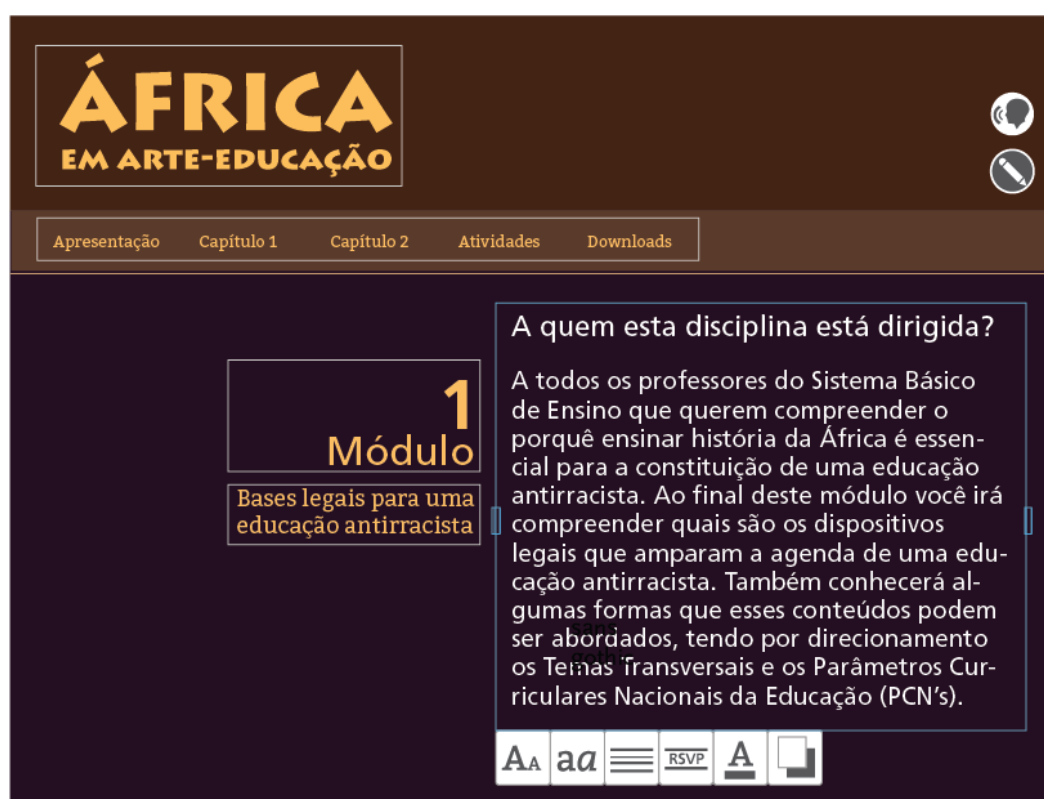 ÁFRICA
EM ARTE-EDUCAÇÃO
Apresentação Capítulo 1 Capítulo 2 Atividades Downloads
1
Módulo
Bases legais para uma
educação antirracista
A quem esta disciplina está dirigida?
A todos os professores do Sistema Básico
de Ensino que querem compreender o
porquê ensinar história da África é essen-
cial para a constituição de uma educação
antirracista. Ao final deste módulo você irá
compreender quais são os dispositivos
legais que amparam a agenda de uma edu-
cação antirracista. Também conhecerá al-
gumas formas que esses conteúdos podem
ser abordados, tendo por direcionamento
os Temas Transversais e os Parâmetros Cur-
riculares Nacionais da Educação (PCN's).
sans
gothic
AA aa RSVP A